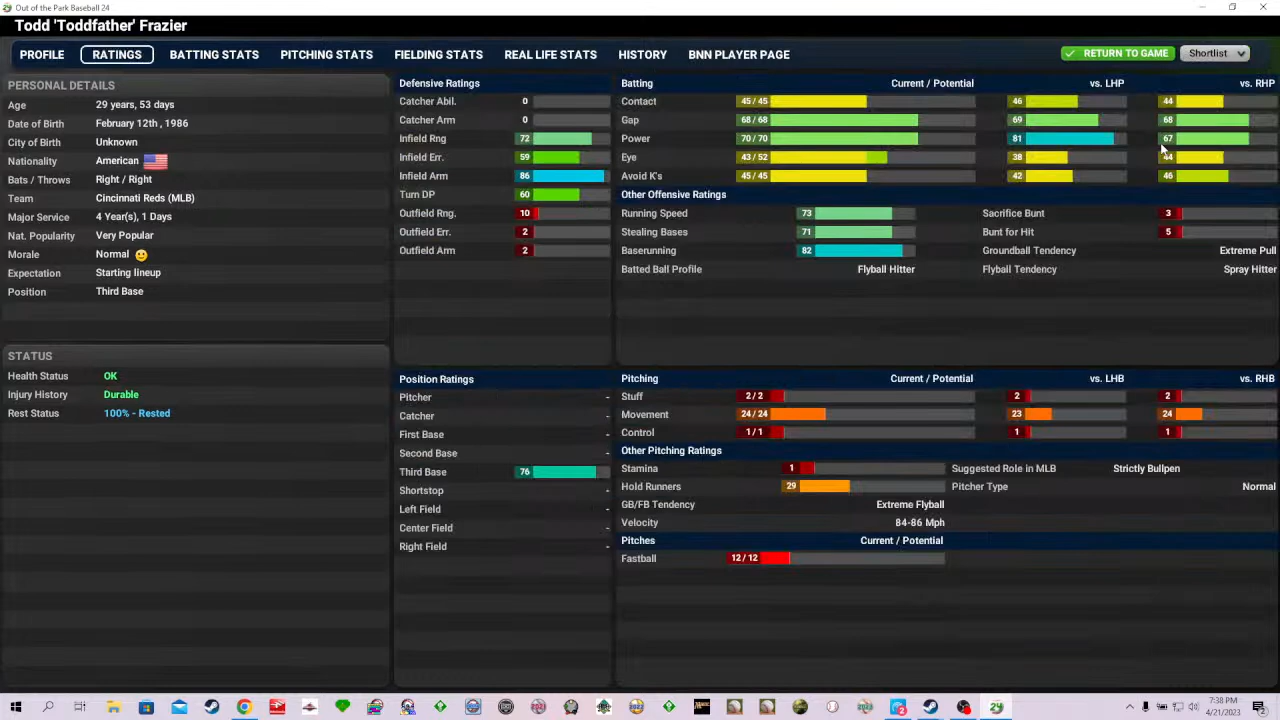 Out of the Park Baseball 24
Todd 'Toddfather' Frazier
PROFILE RATINGS BATTING STATS PITCHING STATS FIELDING STATS REAL LIFE STATS HISTORY BNN PLAYER PAGE RETURN TO GAME Shortlist
PERSONAL DETAILS
Age 29 years, 53 days
Date of Birth February 12th , 1986
City of Birth Unknown
Nationality American
Bats / Throws Right / Right
Team Cincinnati Reds (MLB)
Major Service 4 Year(s), 1 Days
Nat. Popularity Very Popular
Morale Normal
Expectation Starting lineup
Position Third Base
STATUS
Health Status OK
Injury History Durable
Rest Status 100% - Rested
Defensive Ratings
Catcher Abil. 0
Catcher Arm 0
Infield Rng 72
Infield Err. 59
Infield Arm 86
Turn DP 60
Outfield Rng. 10
Outfield Err. 2
Outfield Arm 2
Position Ratings
Pitcher -
Catcher -
First Base -
Second Base -
Third Base 76
Shortstop -
Left Field -
Center Field -
Right Field -
Batting Current / Potential vs. LHP vs. RHP
Contact 45 / 45 46 44
Gap 68 / 68 69 68
Power 70 / 70 81 67
Eye 43 / 52 38 44
Avoid K's 45 / 45 42 46
Other Offensive Ratings
Running Speed 73 Sacrifice Bunt 3
Stealing Bases 71 Bunt for Hit 5
Baserunning 82 Groundball Tendency Extreme Pull
Batted Ball Profile Flyball Hitter Flyball Tendency Spray Hitter
Pitching Current / Potential vs. LHB vs. RHB
Stuff 2 / 2 2 2
Movement 24 / 24 23 24
Control 1 / 1 1 1
Other Pitching Ratings
Stamina 1 Suggested Role in MLB Strictly Bullpen
Hold Runners 29 Pitcher Type Normal
GB/FB Tendency Extreme Flyball
Velocity 84-86 Mph
Pitches Current / Potential
Fastball 12 / 12
7:38 PM
4/21/2023